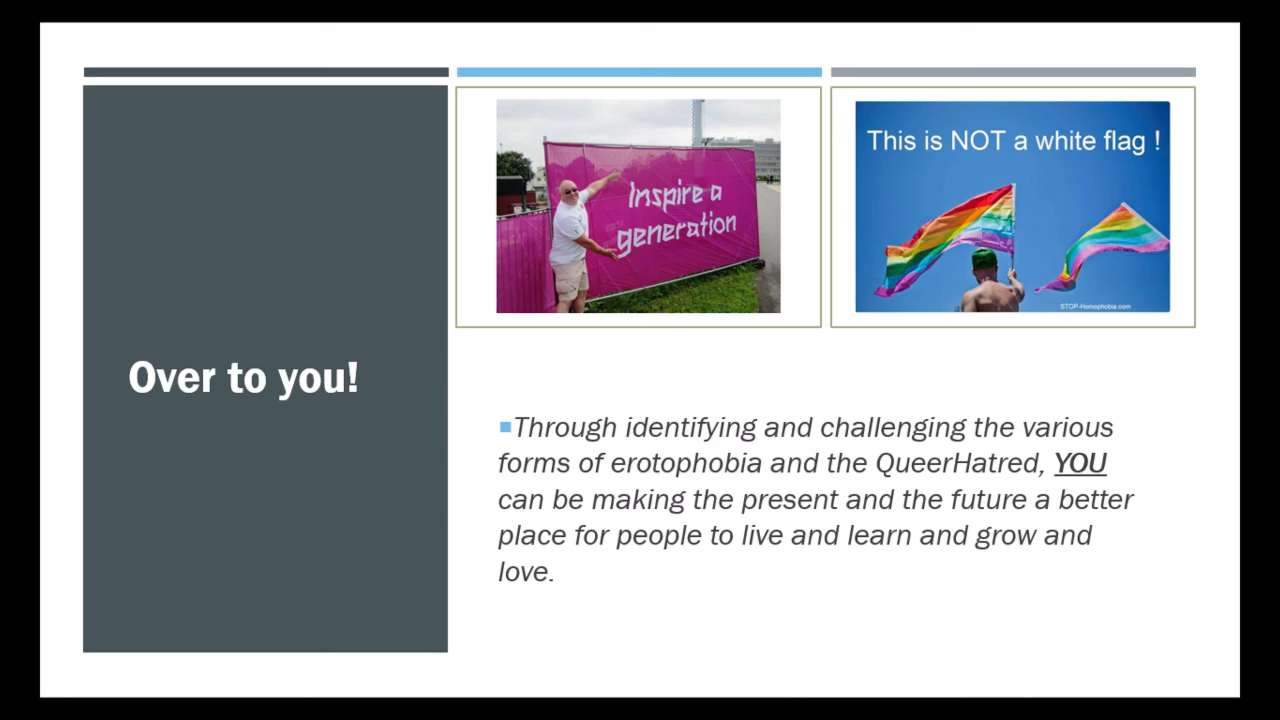 Inspire a
generation
This is NOT a white flag !
STOP-Homophobia.com
Over to you!
Through identifying and challenging the various
forms of erotophobia and the QueerHatred, YOU
can be making the present and the future a better
place for people to live and learn and grow and
love.